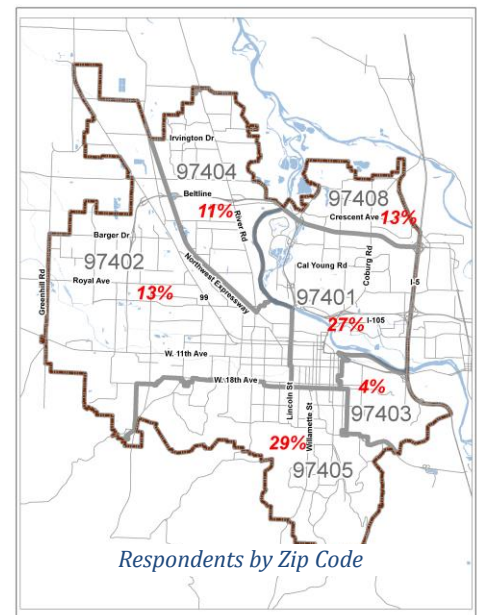 Irvington Dr.
97404
Beltline
11%
River Rd
97408
Crescent Ave
13%
Barger Dr.
97402
Royal Ave
13%
99
Greenhill Rd
Northwest Expressway
Cal Young Rd
Coburg Rd
I-5
97401
I-105
27%
W. 11th Ave
W. 18th Ave
Lincoln St
Willamette St
4%
97403
29%
97405
Respondents by Zip Code